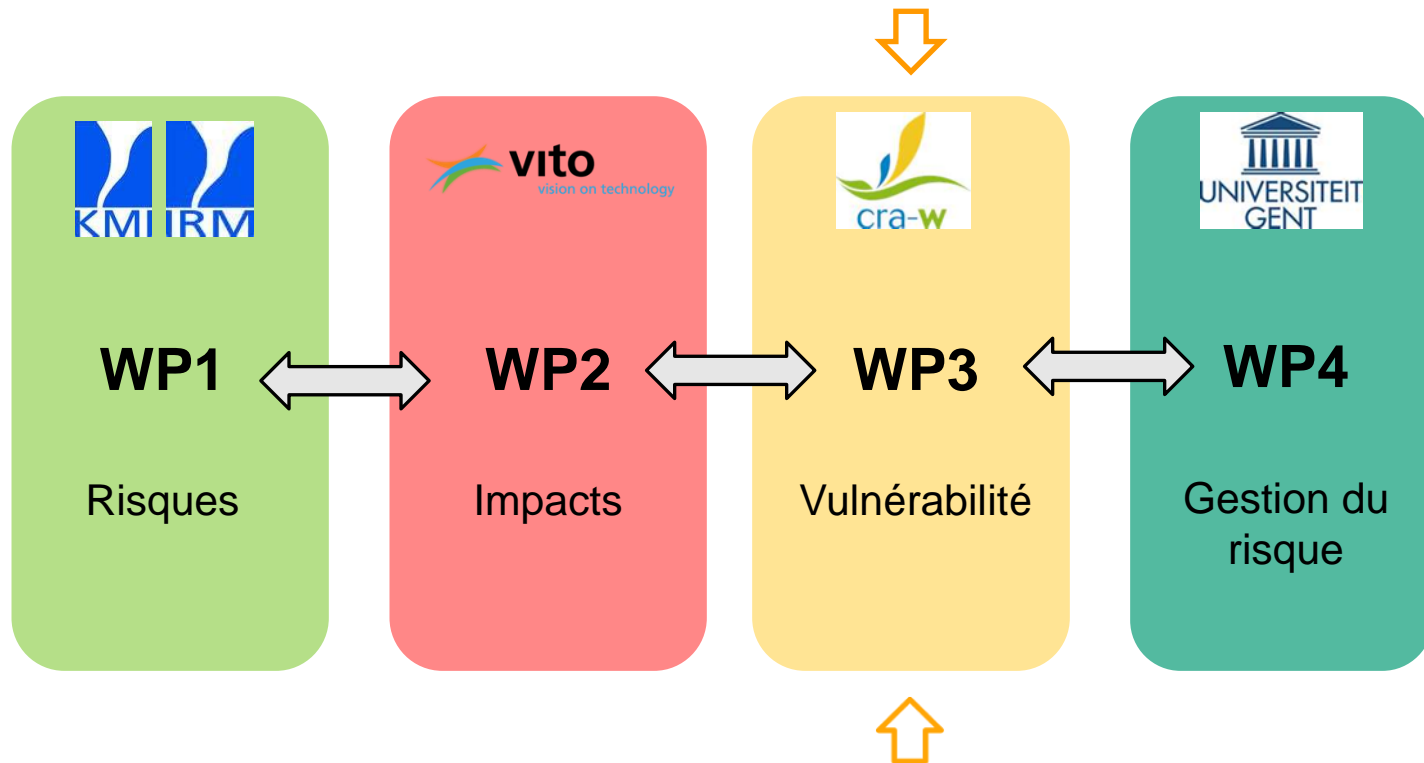 KMI IRM
WP1
Risques
vito
vision on technology
WP2
Impacts
cra-w
WP3
Vulnérabilité
UNIVERSITEIT
GENT
WP4
Gestion du
risque